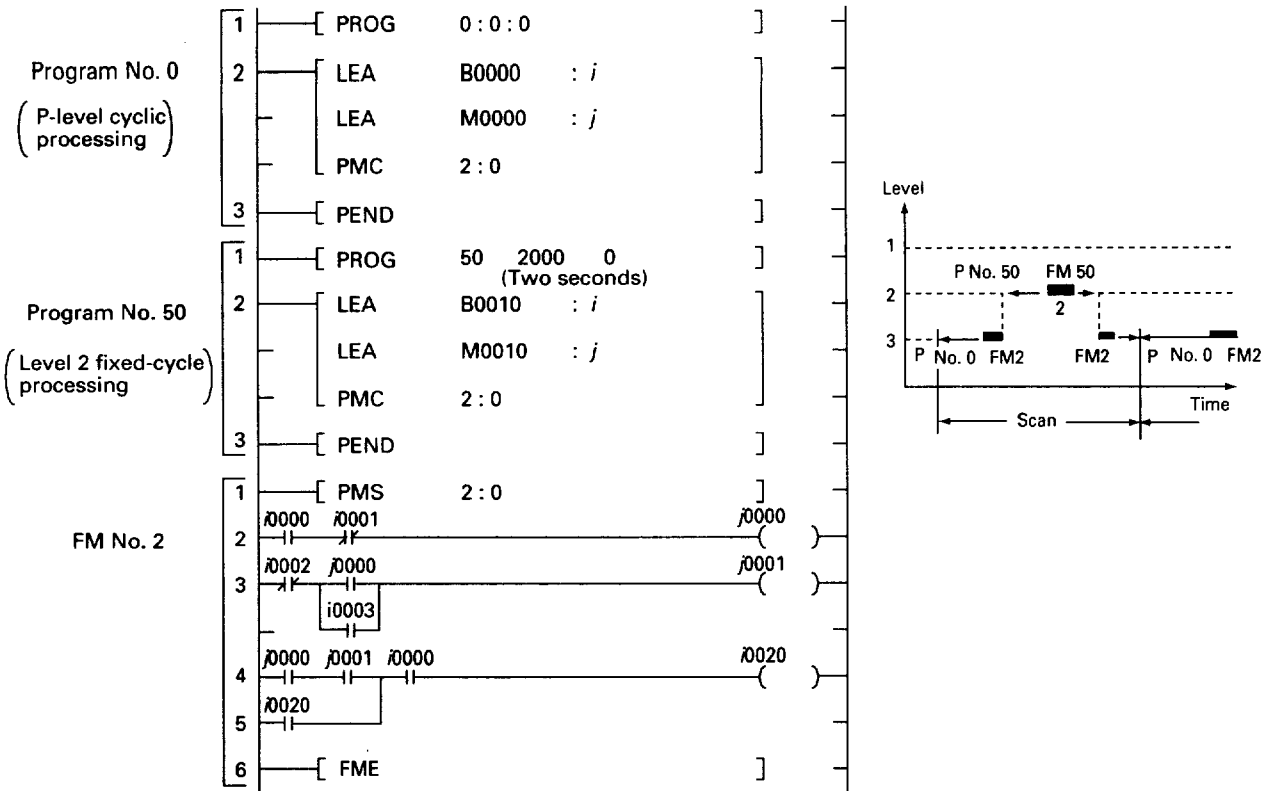 Program No. 0
( P-level cyclic
processing )
1 [ PROG 0 : 0 : 0 ]
2 [ LEA B0000 : i
LEA M0000 : j
PMC 2 : 0 ]
3 [ PEND ]
Program No. 50
( Level 2 fixed-cycle
processing )
1 [ PROG 50 2000 0 ]
(Two seconds)
2 [ LEA B0010 : i
LEA M0010 : j
PMC 2 : 0 ]
3 [ PEND ]
FM No. 2
1 [ PMS 2 : 0 ]
i0000 i0001 j0000
2 ( )
i0002 j0000 j0001
3 ( )
i0003
j0000 j0001 i0000 i0020
4 ( )
i0020
5
6 [ FME ]
Level
1
P No. 50 FM 50
2
2
3
P No. 0 FM2 FM2 P No. 0 FM2
Time
Scan